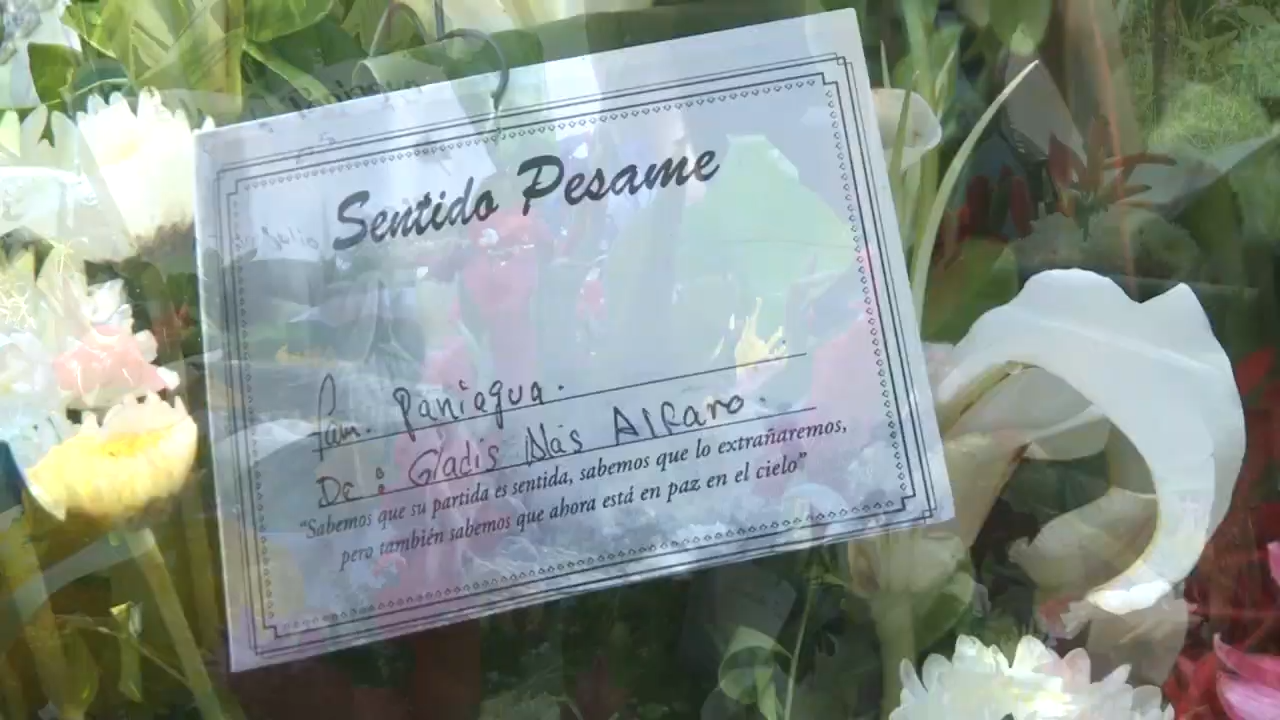 Sentido Pesame
fam. Paniagua.
De: Gladis Nas Alfaro.
“Sabemos que su partida es sentida, sabemos que lo extrañaremos,
pero también sabemos que ahora está en paz en el cielo”